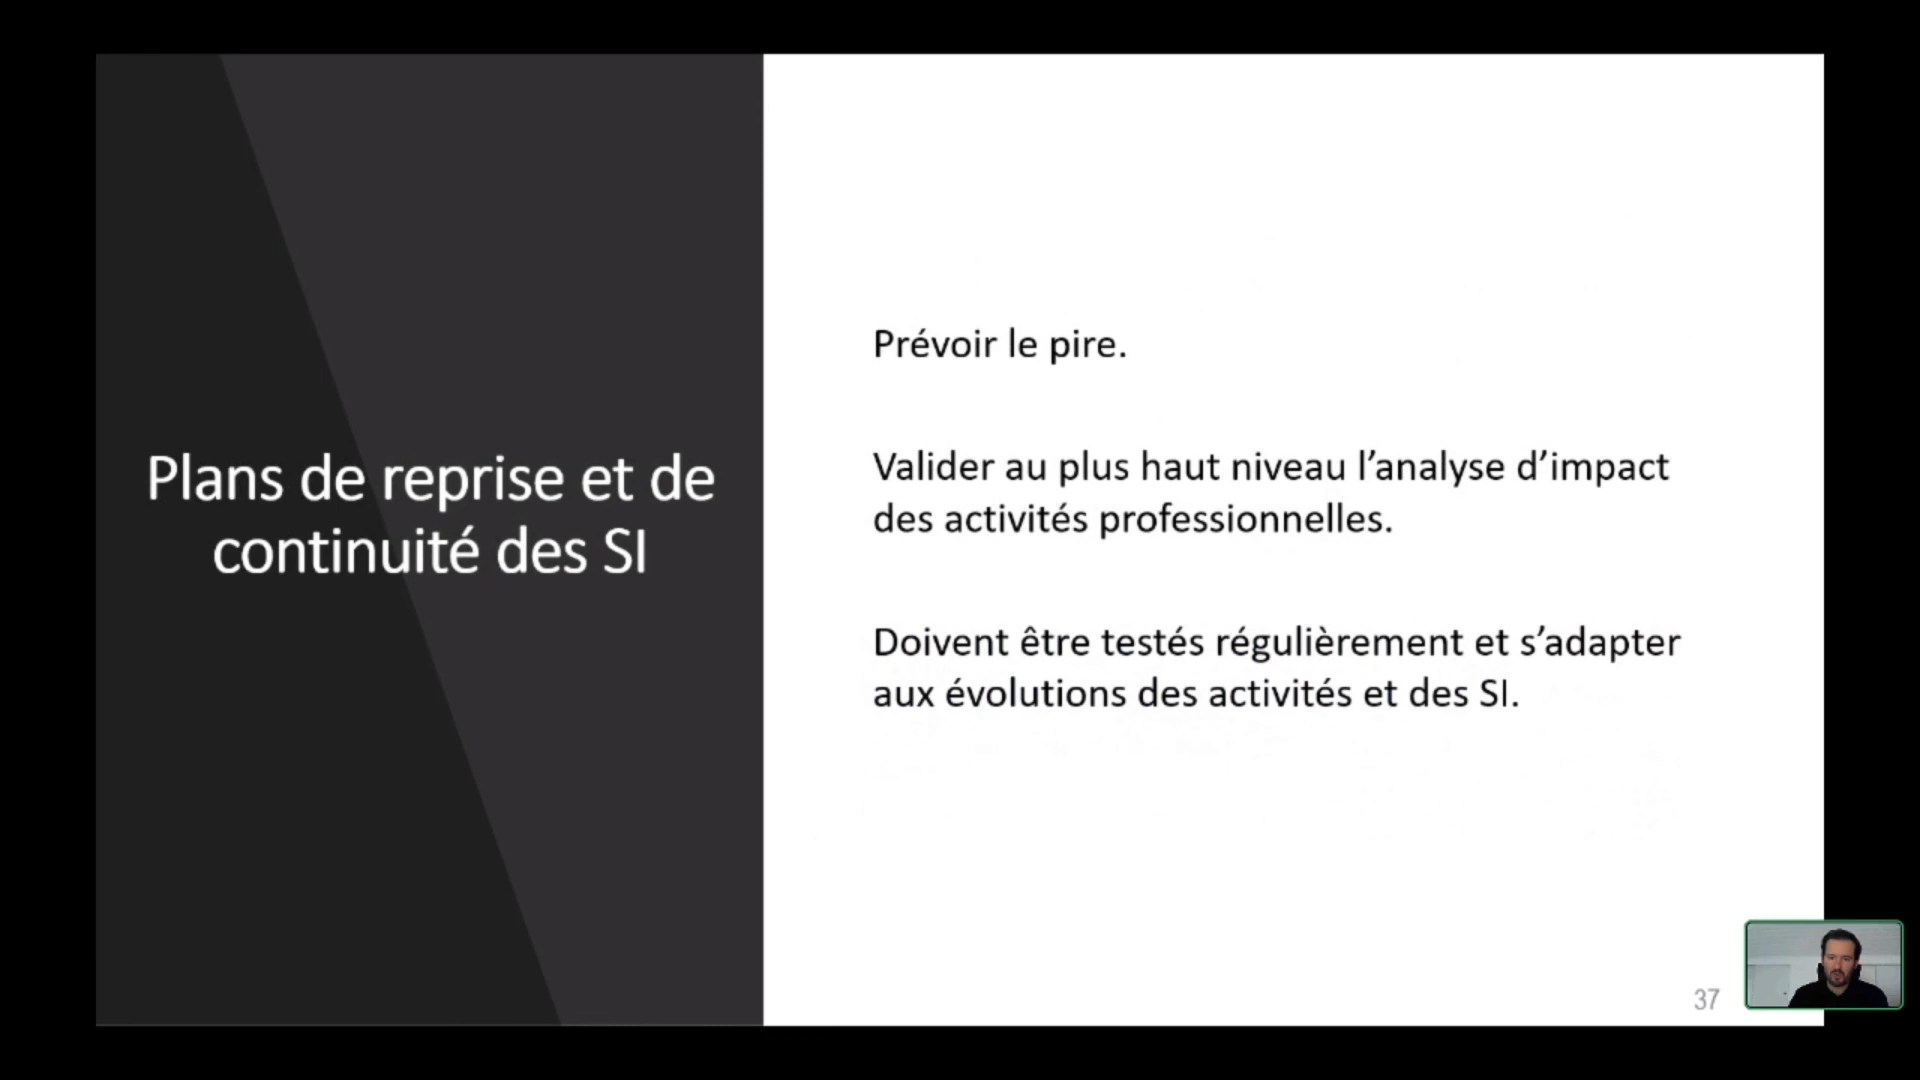 Plans de reprise et de
continuité des SI
Prévoir le pire.
Valider au plus haut niveau l’analyse d’impact
des activités professionnelles.
Doivent être testés régulièrement et s’adapter
aux évolutions des activités et des SI.
37